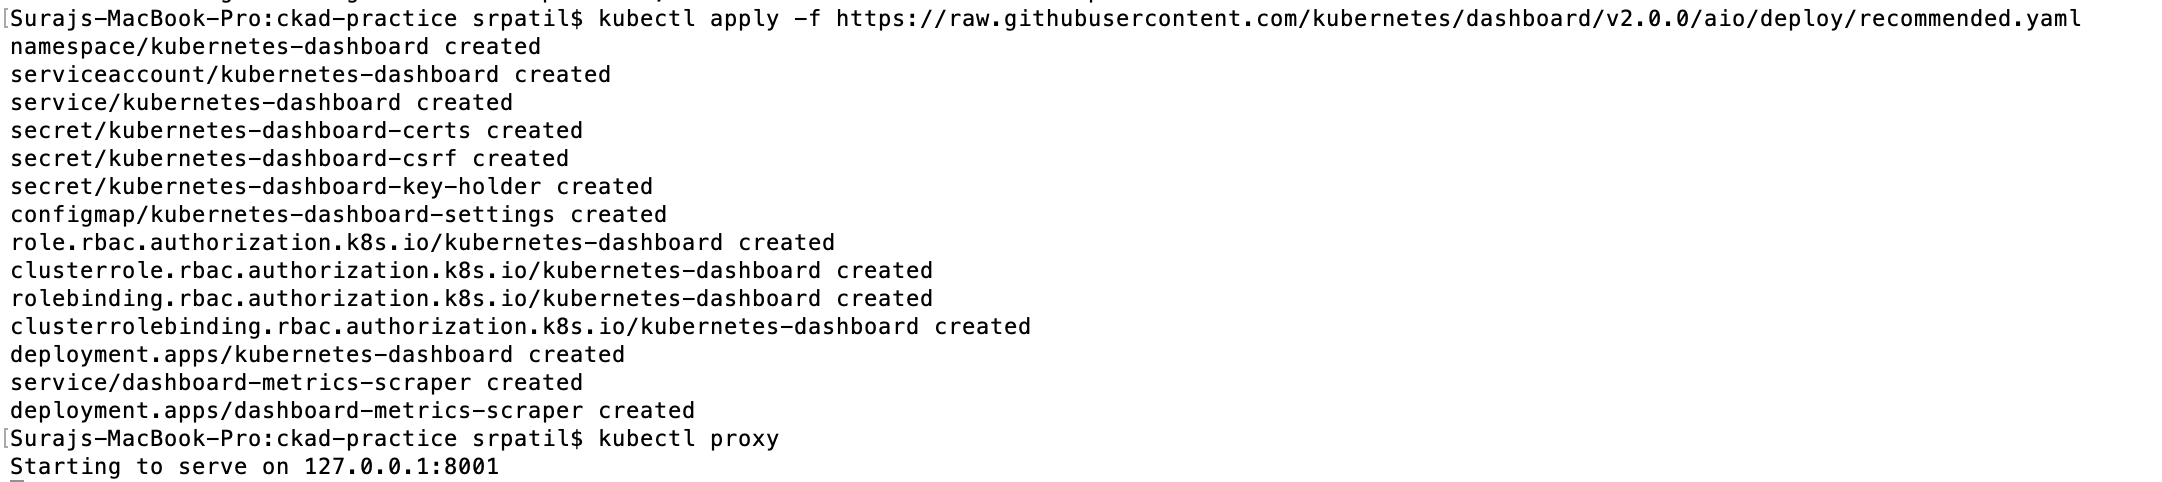 [Surajs-MacBook-Pro:ckad-practice srpatil$ kubectl apply -f https://raw.githubusercontent.com/kubernetes/dashboard/v2.0.0/aio/deploy/recommended.yaml
namespace/kubernetes-dashboard created
serviceaccount/kubernetes-dashboard created
service/kubernetes-dashboard created
secret/kubernetes-dashboard-certs created
secret/kubernetes-dashboard-csrf created
secret/kubernetes-dashboard-key-holder created
configmap/kubernetes-dashboard-settings created
role.rbac.authorization.k8s.io/kubernetes-dashboard created
clusterrole.rbac.authorization.k8s.io/kubernetes-dashboard created
rolebinding.rbac.authorization.k8s.io/kubernetes-dashboard created
clusterrolebinding.rbac.authorization.k8s.io/kubernetes-dashboard created
deployment.apps/kubernetes-dashboard created
service/dashboard-metrics-scraper created
deployment.apps/dashboard-metrics-scraper created
[Surajs-MacBook-Pro:ckad-practice srpatil$ kubectl proxy
Starting to serve on 127.0.0.1:8001